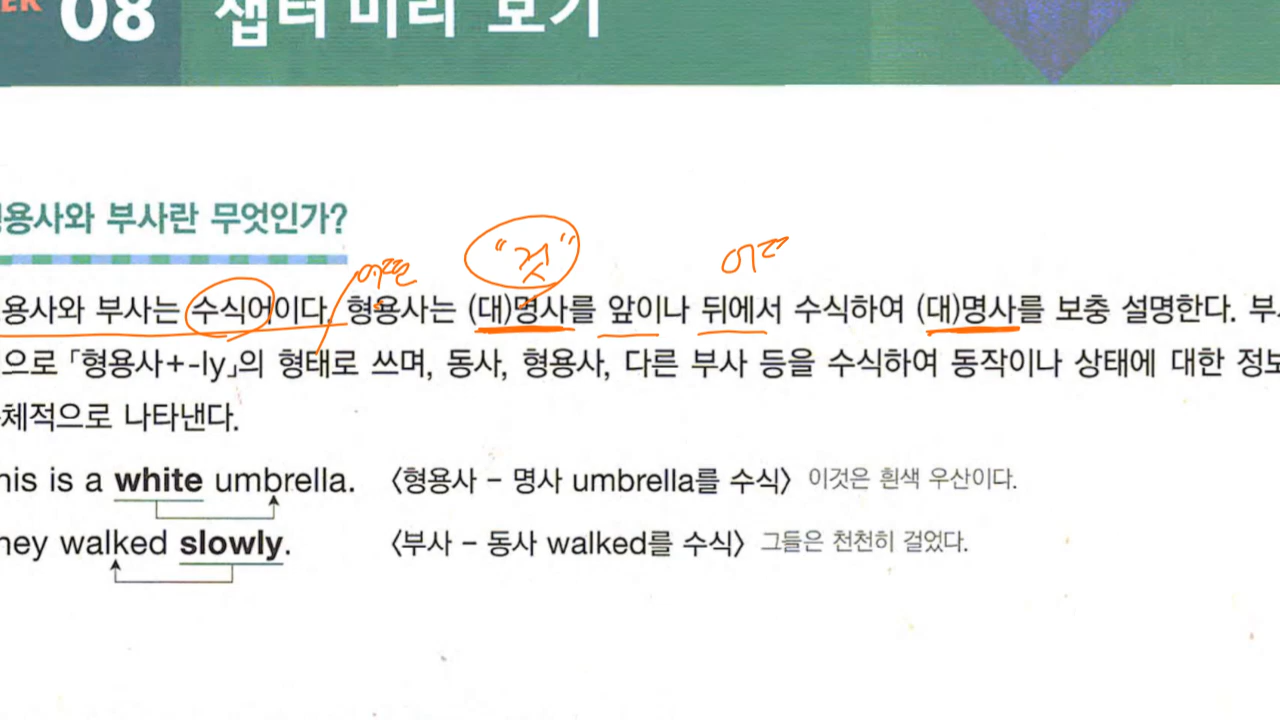 08 챕터 미리 보기
용사와 부사란 무엇인가?
"것"
용사와 부사는 수식어이다. 형용사는 (대)명사를 앞이나 뒤에서 수식하여 (대)명사를 보충 설명한다. 부
으로 「형용사+-ly」의 형태로 쓰며, 동사, 형용사, 다른 부사 등을 수식하여 동작이나 상태에 대한 정보
체적으로 나타낸다.
his is a white umbrella. 〈형용사 – 명사 umbrella를 수식〉 이것은 흰색 우산이다.
hey walked slowly. 〈부사 – 동사 walked를 수식〉 그들은 천천히 걸었다.